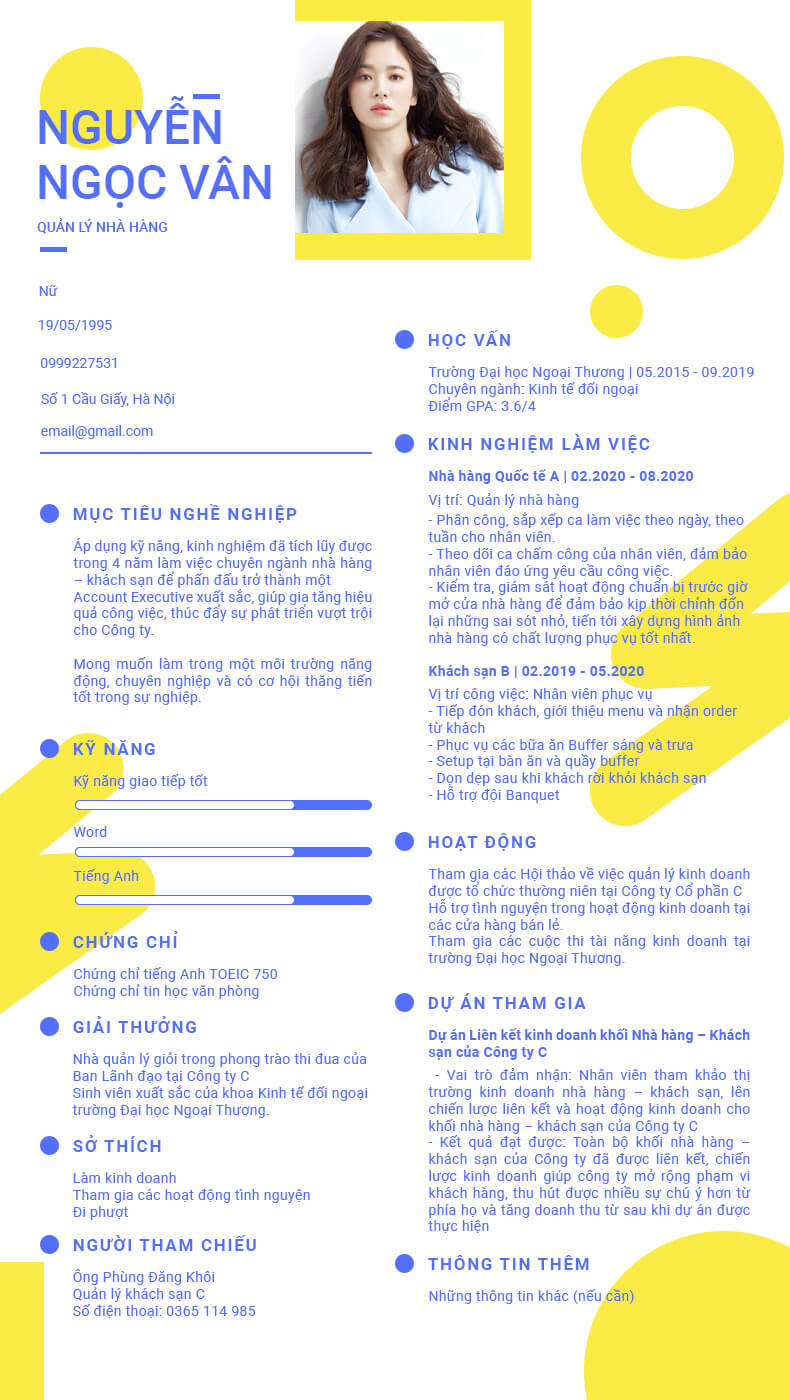 NGUYỄN
NGỌC VÂN
QUẢN LÝ NHÀ HÀNG
Nữ
19/05/1995
0999227531
Số 1 Cầu Giấy, Hà Nội
email@gmail.com
MỤC TIÊU NGHỀ NGHIỆP
Áp dụng kỹ năng, kinh nghiệm đã tích lũy được
trong 4 năm làm việc chuyên ngành nhà hàng
– khách sạn để phấn đấu trở thành một
Account Executive xuất sắc, giúp gia tăng hiệu
quả công việc, thúc đẩy sự phát triển vượt trội
cho Công ty.
Mong muốn làm trong một môi trường năng
động, chuyên nghiệp và có cơ hội thăng tiến
tốt trong sự nghiệp.
KỸ NĂNG
Kỹ năng giao tiếp tốt
Word
Tiếng Anh
CHỨNG CHỈ
Chứng chỉ tiếng Anh TOEIC 750
Chứng chỉ tin học văn phòng
GIẢI THƯỞNG
Nhà quản lý giỏi trong phong trào thi đua của
Ban Lãnh đạo tại Công ty C
Sinh viên xuất sắc của khoa Kinh tế đối ngoại
trường Đại học Ngoại Thương.
SỞ THÍCH
Làm kinh doanh
Tham gia các hoạt động tình nguyện
Đi phượt
NGƯỜI THAM CHIẾU
Ông Phùng Đăng Khôi
Quản lý khách sạn C
Số điện thoại: 0365 114 985
HỌC VẤN
Trường Đại học Ngoại Thương | 05.2015 - 09.2019
Chuyên ngành: Kinh tế đối ngoại
Điểm GPA: 3.6/4
KINH NGHIỆM LÀM VIỆC
Nhà hàng Quốc tế A | 02.2020 - 08.2020
Vị trí: Quản lý nhà hàng
- Phân công, sắp xếp ca làm việc theo ngày, theo
tuần cho nhân viên.
- Theo dõi ca chấm công của nhân viên, đảm bảo
nhân viên đáo ứng yêu cầu công việc.
- Kiểm tra, giám sát hoạt động chuẩn bị trước giờ
mở cửa nhà hàng để đảm bảo kịp thời chỉnh đốn
lại những sai sót nhỏ, tiến tới xây dựng hình ảnh
nhà hàng có chất lượng phục vụ tốt nhất.
Khách sạn B | 02.2019 - 05.2020
Vị trí công việc: Nhân viên phục vụ
- Tiếp đón khách, giới thiệu menu và nhận order
từ khách
- Phục vụ các bữa ăn Buffer sáng và trưa
- Setup tại bàn ăn và quầy buffer
- Dọn dẹp sau khi khách rời khỏi khách sạn
- Hỗ trợ đội Banquet
HOẠT ĐỘNG
Tham gia các Hội thảo về việc quản lý kinh doanh
được tổ chức thường niên tại Công ty Cổ phần C
Hỗ trợ tình nguyện trong hoạt động kinh doanh tại
các cửa hàng bán lẻ.
Tham gia các cuộc thi tài năng kinh doanh tại
trường Đại học Ngoại Thương.
DỰ ÁN THAM GIA
Dự án Liên kết kinh doanh khối Nhà hàng – Khách
sạn của Công ty C
- Vai trò đảm nhận: Nhân viên tham khảo thị
trường kinh doanh nhà hàng – khách sạn, lên
chiến lược liên kết và hoạt động kinh doanh cho
khối nhà hàng – khách sạn của Công ty C
- Kết quả đạt được: Toàn bộ khối nhà hàng –
khách sạn của Công ty đã được liên kết, chiến
lược kinh doanh giúp công ty mở rộng phạm vi
khách hàng, thu hút được nhiều sự chú ý hơn từ
phía họ và tăng doanh thu từ sau khi dự án được
thực hiện
THÔNG TIN THÊM
Những thông tin khác (nếu cần)